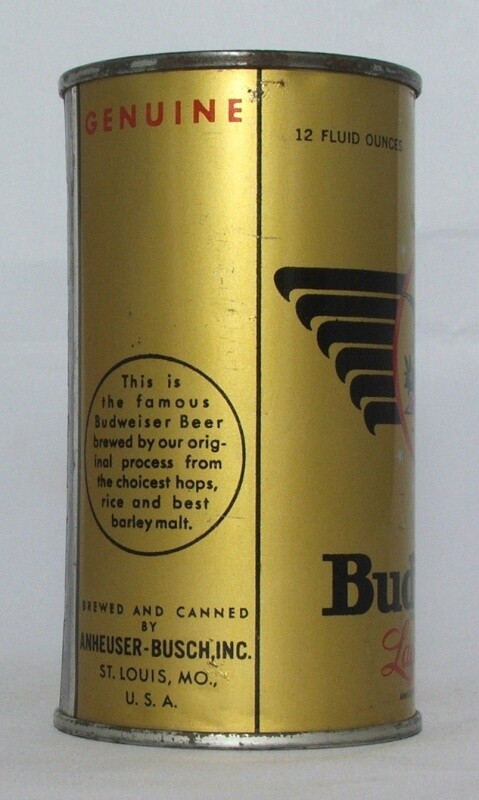 GENUINE
12 FLUID OUNCES
This is
the famous
Budweiser Beer
brewed by our orig-
inal process from
the choicest hops,
rice and best
barley malt.
BREWED AND CANNED
BY
ANHEUSER-BUSCH, INC.
ST. LOUIS, MO.,
U. S. A.
Bud
La